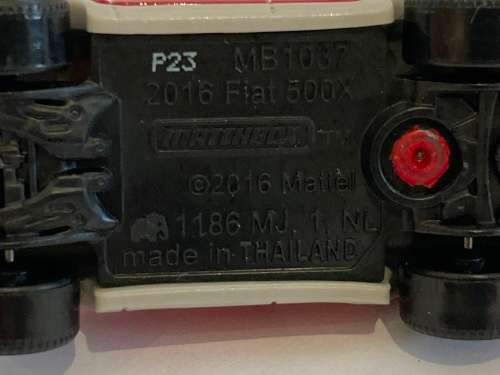 P23 MB1037
2016 Fiat 500X
MATCHBOX TM
©2016 Mattel
1186 MJ, 1, NL
made in THAILAND